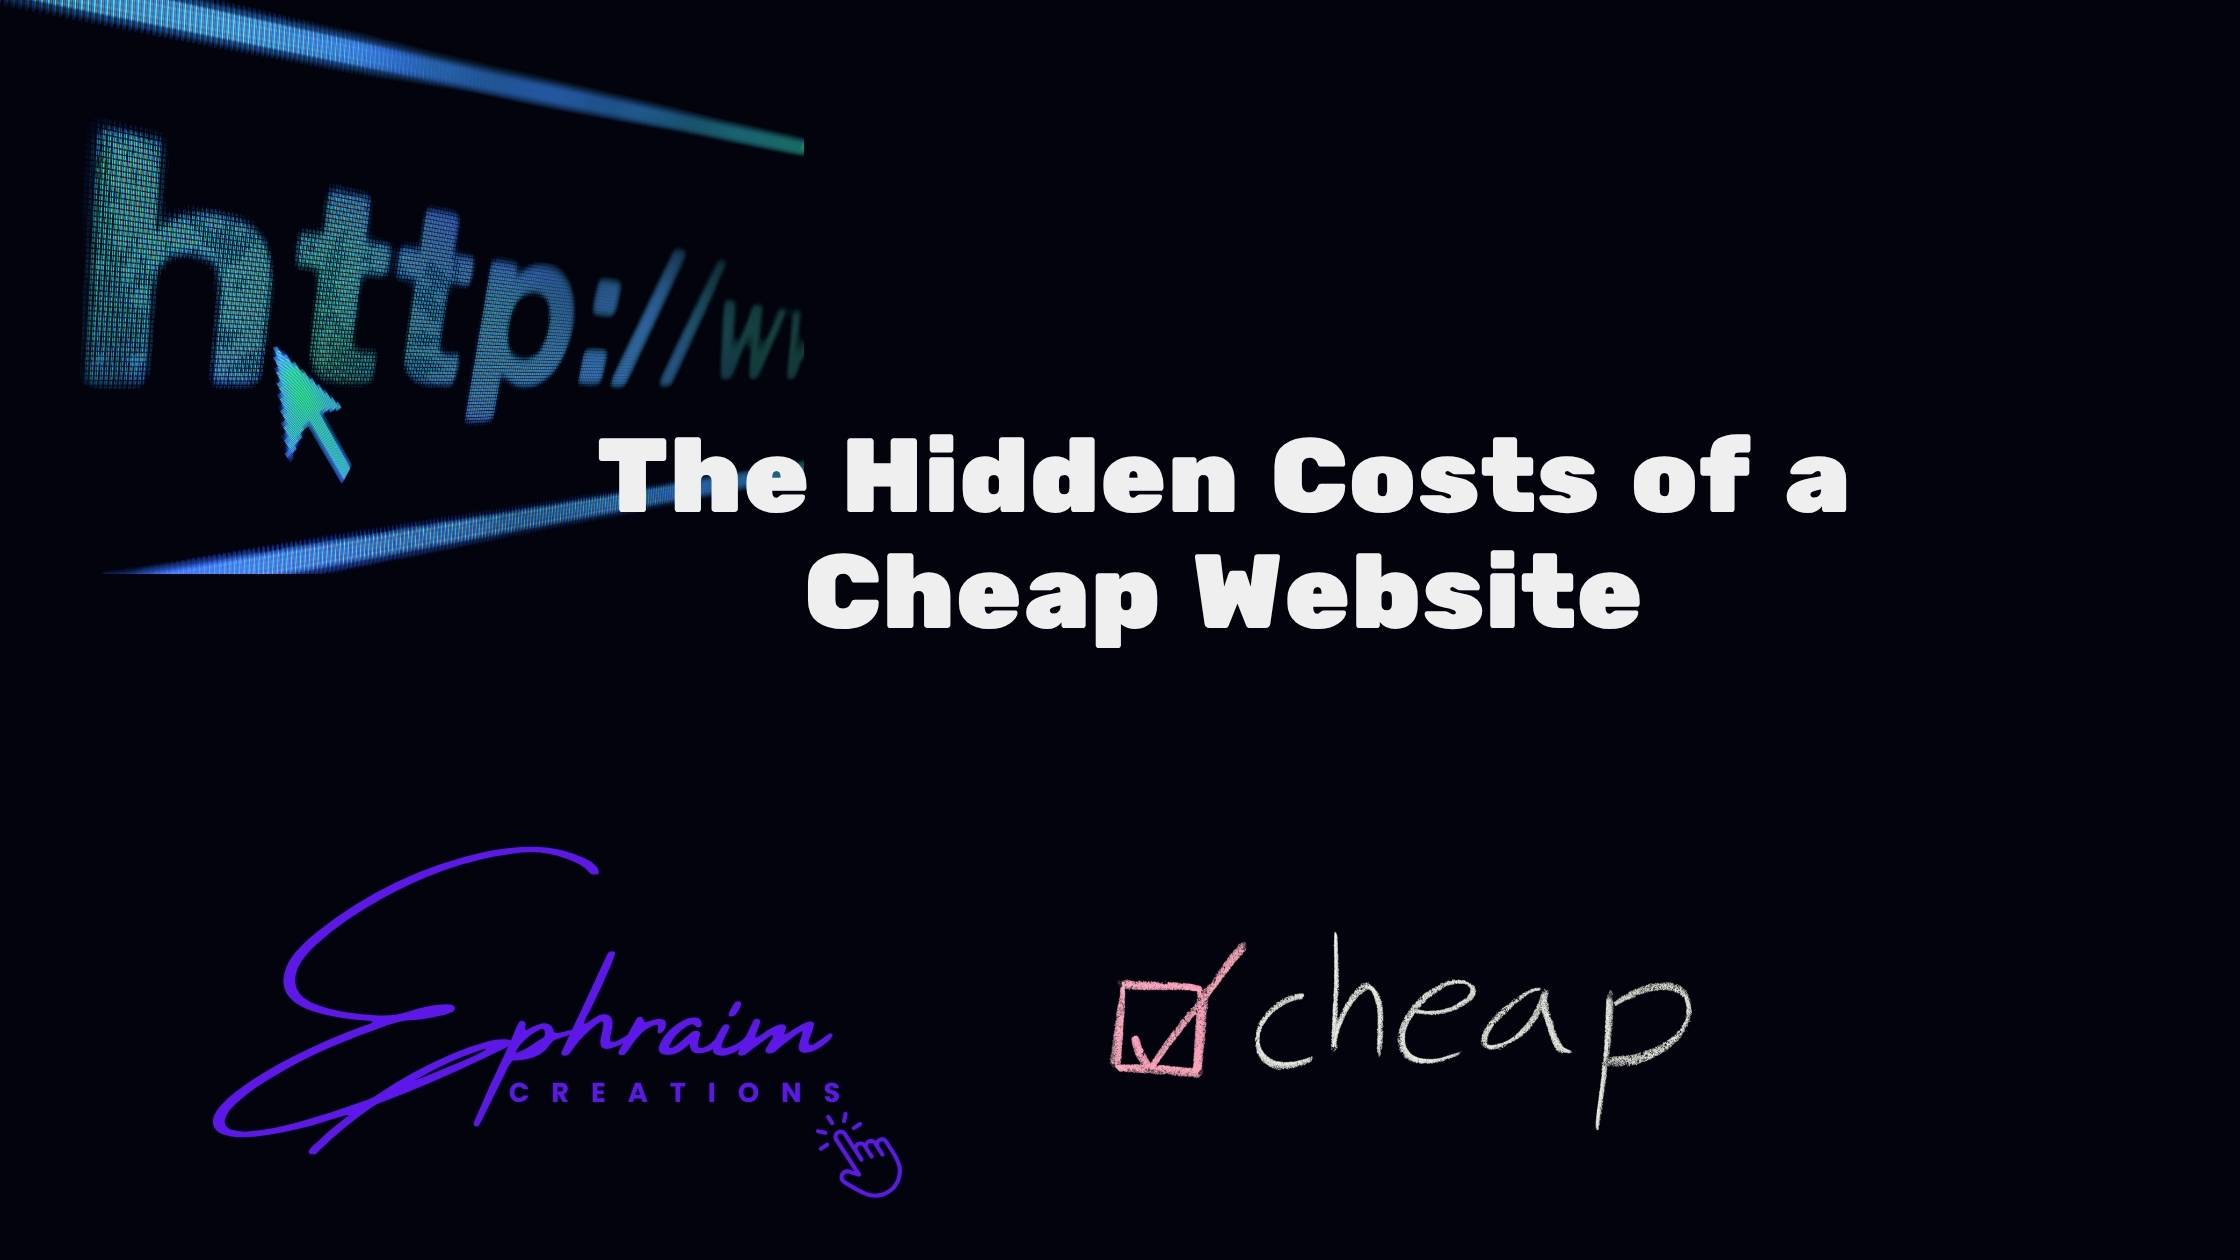 http://w
The Hidden Costs of a
Cheap Website
Ephraim
CREATIONS
cheap